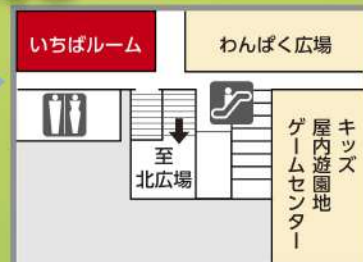 いちばルーム
わんぱく広場
至
北広場
キッズ
屋内遊園地
ゲームセンター